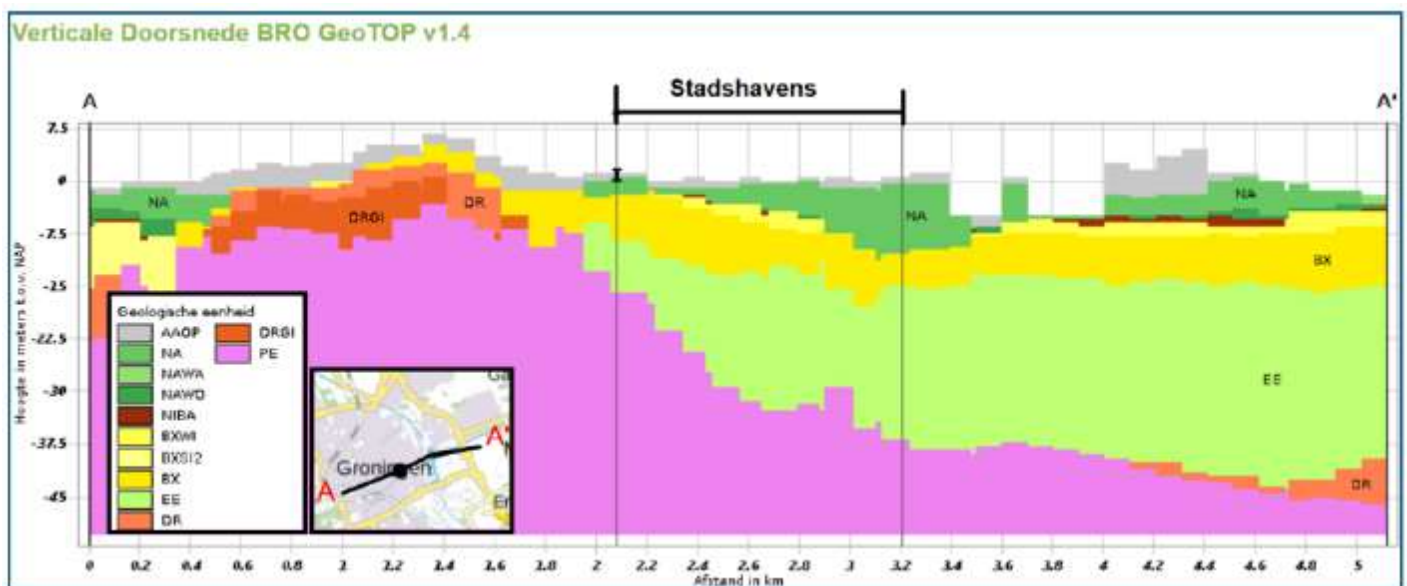 Verticale Doorsnede BRO GeoTOP v1.4
Stadshavens
A
A'
7.5
0
-7.5
-15
-22.5
-30
-37.5
-45
Hoogte in meters t.o.v. NAP
NA
DRGI
DR
NA
NA
BX
EE
DR
Geologische eenheid
AAOP
NA
NAWA
NAWO
NIBA
BXWI
BXSI2
BX
EE
DR
DRGI
PE
Groningen
A
A'
0 0.2 0.4 0.6 0.8 1 1.2 1.4 1.6 1.8 2 2.2 2.4 2.6 2.8 3 3.2 3.4 3.6 3.8 4 4.2 4.4 4.6 4.8 5
Afstand in km